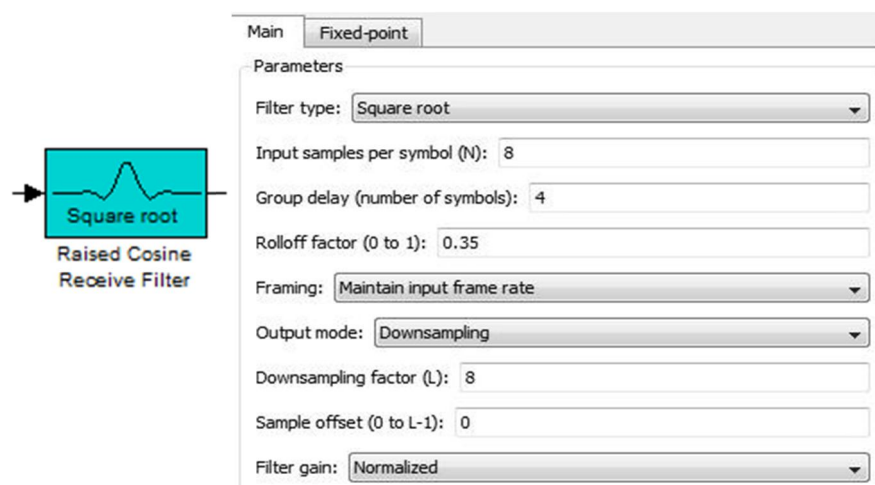 Square root
Raised Cosine
Receive Filter
Main Fixed-point
Parameters
Filter type: Square root
Input samples per symbol (N): 8
Group delay (number of symbols): 4
Rolloff factor (0 to 1): 0.35
Framing: Maintain input frame rate
Output mode: Downsampling
Downsampling factor (L): 8
Sample offset (0 to L-1): 0
Filter gain: Normalized